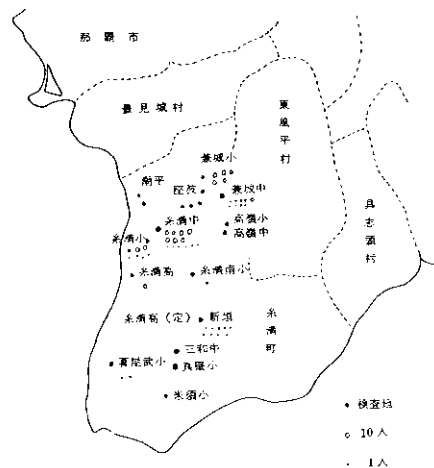 那覇市
豊見城村
東風平村
兼城小
潮平
座波
兼城中
具志頭村
糸満中
高嶺小
高嶺中
糸満小
糸満高
糸満南小
糸満高(定)
新垣
糸満町
三和中
喜屋武小
真壁小
米須小
検査地
10人
1人